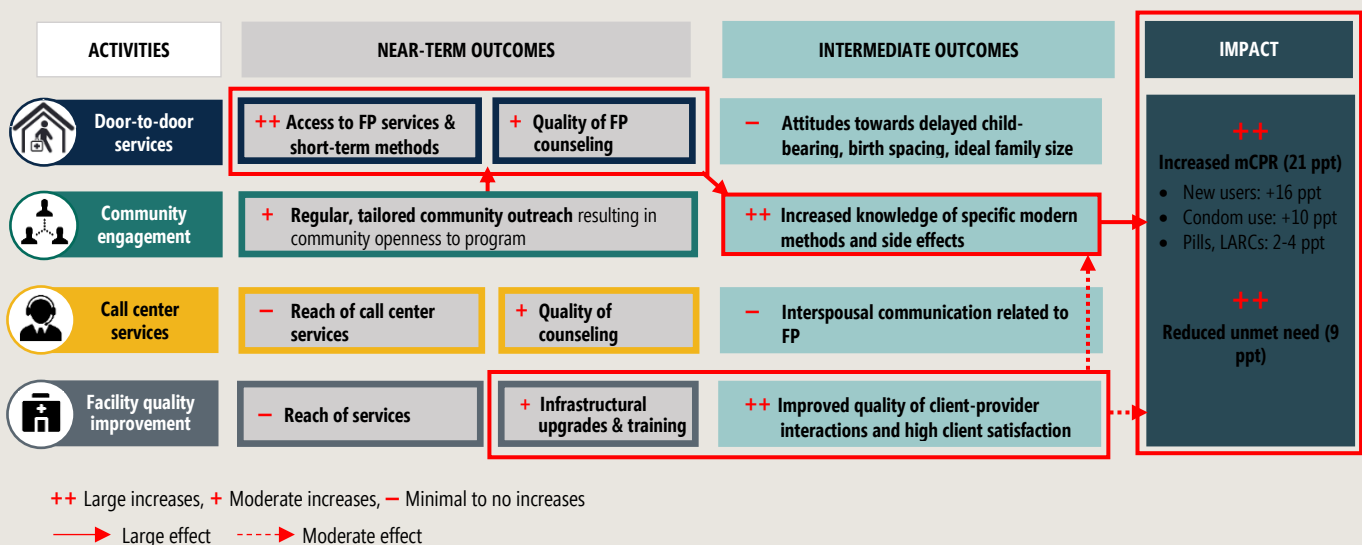 ACTIVITIES
NEAR-TERM OUTCOMES
INTERMEDIATE OUTCOMES
IMPACT
Door-to-door
services
++ Access to FP services &
short-term methods
+ Quality of FP
counseling
− Attitudes towards delayed child-
bearing, birth spacing, ideal family size
Community
engagement
+ Regular, tailored community outreach resulting in
community openness to program
++ Increased knowledge of specific modern
methods and side effects
Call center
services
− Reach of call center
services
+ Quality of
counseling
− Interspousal communication related to
FP
Facility quality
improvement
− Reach of services
+ Infrastructural
upgrades & training
++ Improved quality of client-provider
interactions and high client satisfaction
++
Increased mCPR (21 ppt)
• New users: +16 ppt
• Condom use: +10 ppt
• Pills, LARCs: 2-4 ppt
++
Reduced unmet need (9
ppt)
++ Large increases, + Moderate increases, − Minimal to no increases
Large effect
Moderate effect